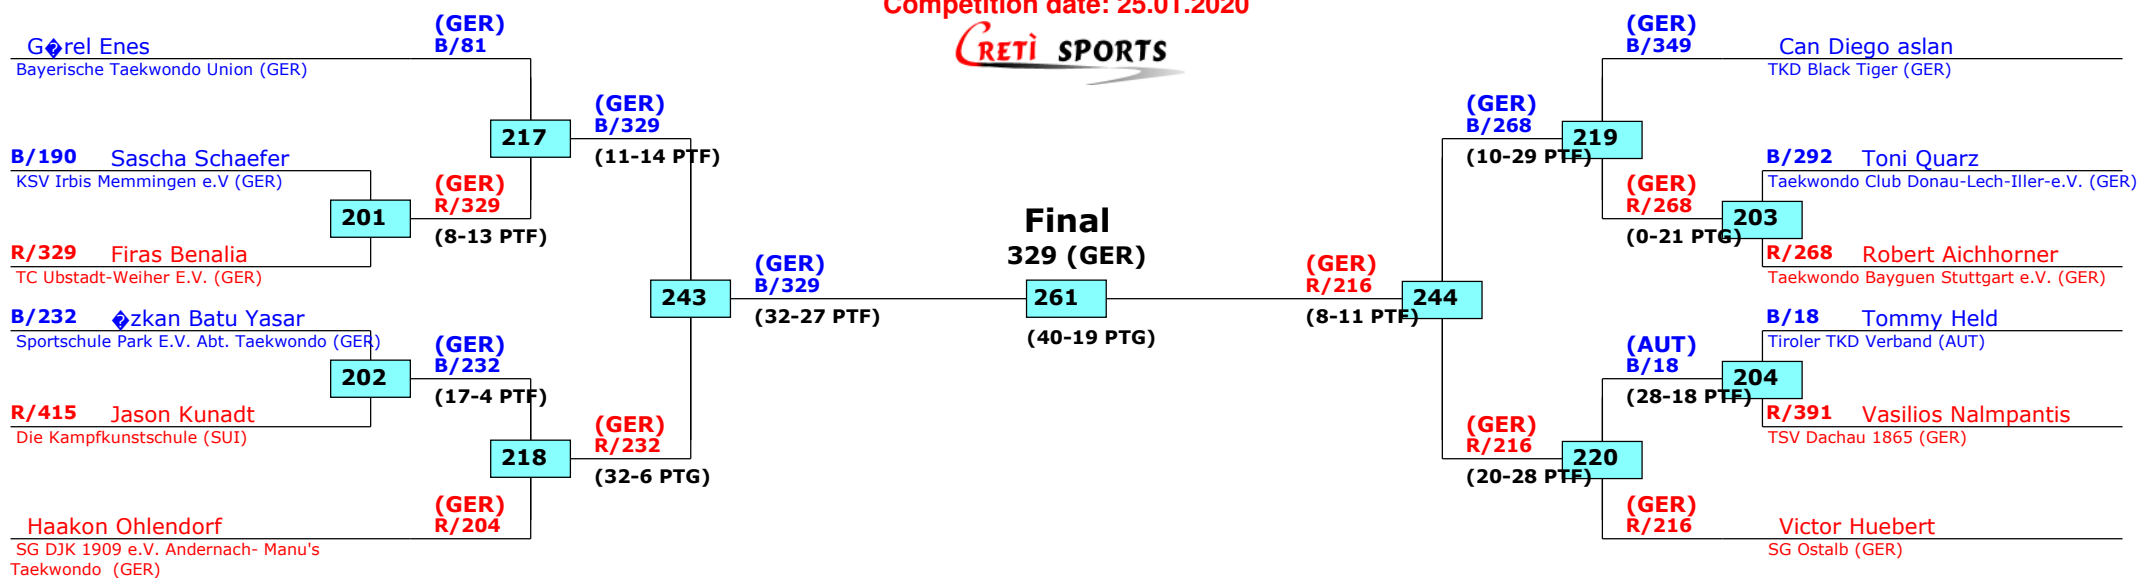 Competition date: 25.01.2020
CRETÌ SPORTS
G�rel Enes
(GER)
B/81
Bayerische Taekwondo Union (GER)
B/190 Sascha Schaefer
KSV Irbis Memmingen e.V (GER)
201
R/329 Firas Benalia
TC Ubstadt-Weiher E.V. (GER)
(GER)
R/329
(8-13 PTF)
217
(GER)
B/329
(11-14 PTF)
B/232 �zkan Batu Yasar
Sportschule Park E.V. Abt. Taekwondo (GER)
202
R/415 Jason Kunadt
Die Kampfkunstschule (SUI)
(GER)
B/232
(17-4 PTF)
218
(GER)
R/232
(32-6 PTG)
Haakon Ohlendorf
(GER)
R/204
SG DJK 1909 e.V. Andernach- Manu's
Taekwondo (GER)
243
(GER)
B/329
(32-27 PTF)
Final
329 (GER)
261
(40-19 PTG)
(GER)
R/216
(8-11 PTF)
244
(GER)
B/268
(10-29 PTF)
219
(GER)
B/349
Can Diego aslan
TKD Black Tiger (GER)
(GER)
R/268
(0-21 PTG)
203
B/292 Toni Quarz
Taekwondo Club Donau-Lech-Iller-e.V. (GER)
R/268 Robert Aichhorner
Taekwondo Bayguen Stuttgart e.V. (GER)
B/18 Tommy Held
Tiroler TKD Verband (AUT)
(AUT)
B/18
(28-18 PTF)
204
R/391 Vasilios Nalmpantis
TSV Dachau 1865 (GER)
(GER)
R/216
(20-28 PTF)
220
(GER)
R/216
Victor Huebert
SG Ostalb (GER)